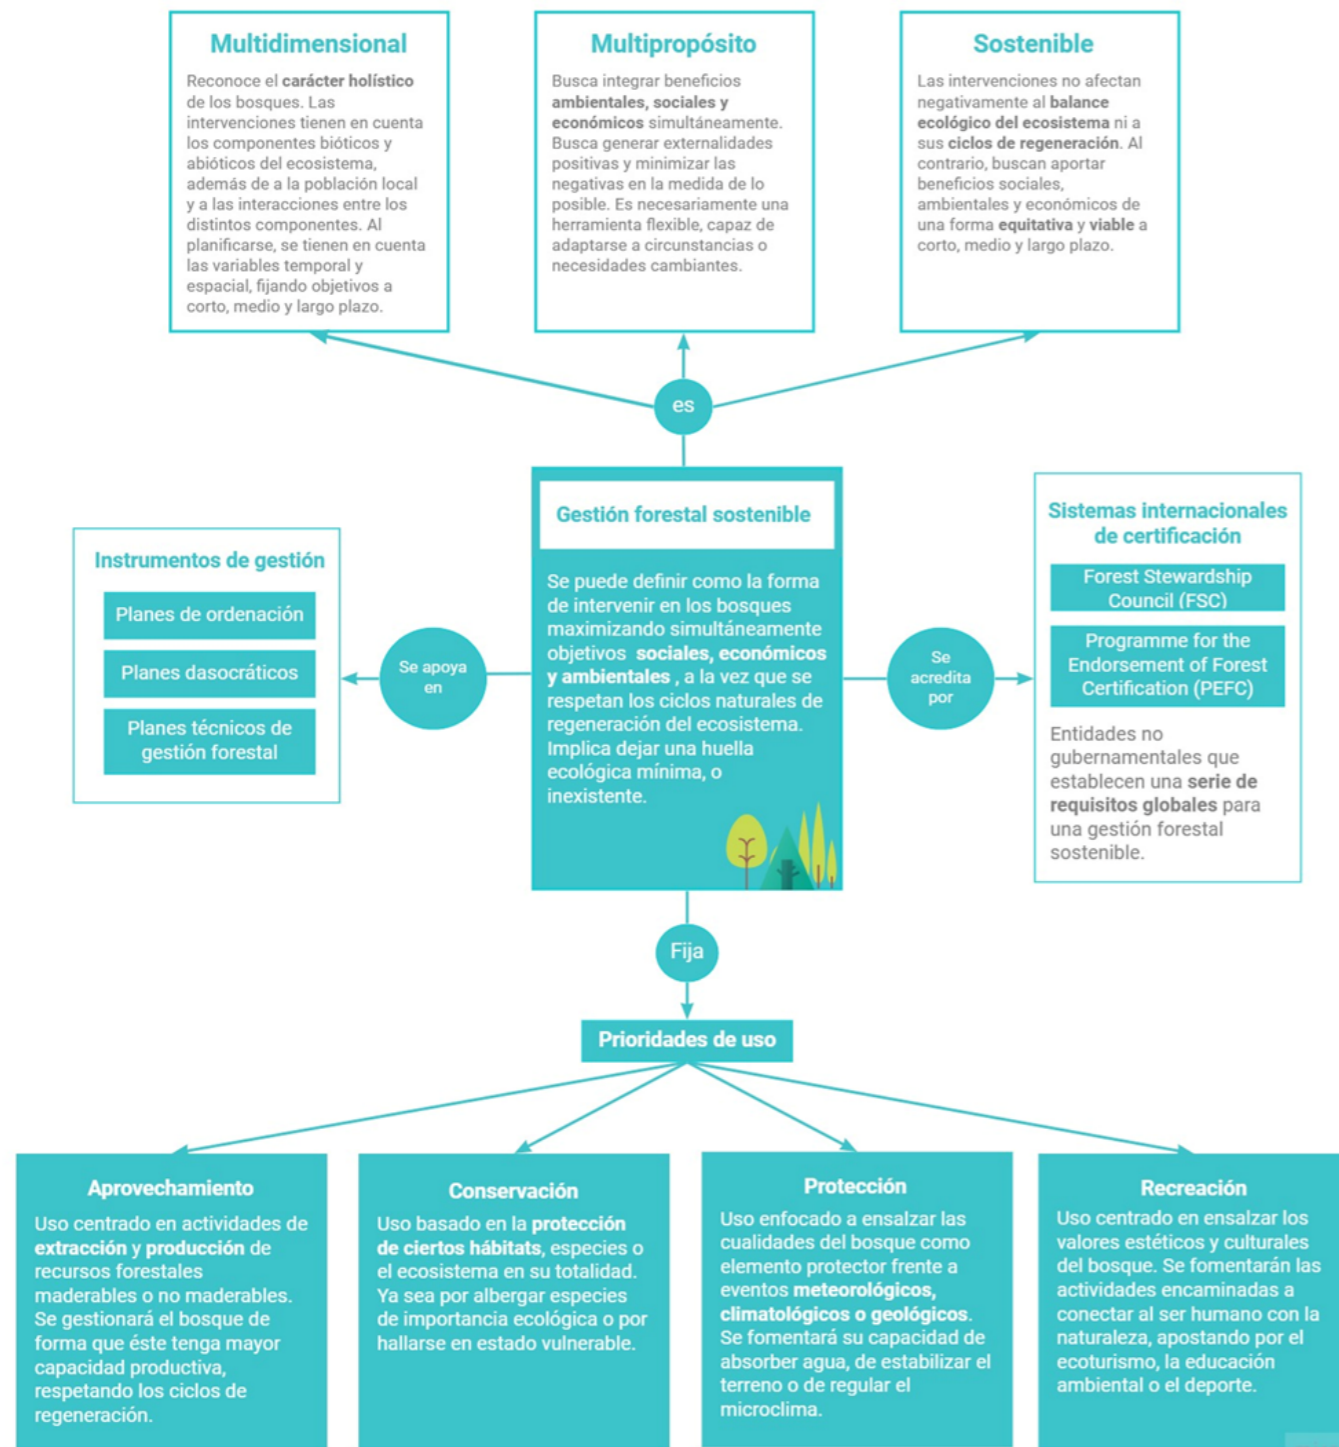 Multidimensional
Reconoce el carácter holístico
de los bosques. Las
intervenciones tienen en cuenta
los componentes bióticos y
abióticos del ecosistema,
además de a la población local
y a las interacciones entre los
distintos componentes. Al
planificarse, se tienen en cuenta
las variables temporal y
espacial, fijando objetivos a
corto, medio y largo plazo.
Multipropósito
Busca integrar beneficios
ambientales, sociales y
económicos simultáneamente.
Busca generar externalidades
positivas y minimizar las
negativas en la medida de lo
posible. Es necesariamente una
herramienta flexible, capaz de
adaptarse a circunstancias o
necesidades cambiantes.
Sostenible
Las intervenciones no afectan
negativamente al balance
ecológico del ecosistema ni a
sus ciclos de regeneración. Al
contrario, buscan aportar
beneficios sociales,
ambientales y económicos de
una forma equitativa y viable a
corto, medio y largo plazo.
es
Instrumentos de gestión
Planes de ordenación
Planes dasocráticos
Planes técnicos de
gestión forestal
Se apoya
en
Gestión forestal sostenible
Se puede definir como la forma
de intervenir en los bosques
maximizando simultáneamente
objetivos sociales, económicos
y ambientales , a la vez que se
respetan los ciclos naturales de
regeneración del ecosistema.
Implica dejar una huella
ecológica mínima, o
inexistente.
Se
acredita
por
Sistemas internacionales
de certificación
Forest Stewardship
Council (FSC)
Programme for the
Endorsement of Forest
Certification (PEFC)
Entidades no
gubernamentales que
establecen una serie de
requisitos globales para
una gestión forestal
sostenible.
Fija
Prioridades de uso
Aprovechamiento
Uso centrado en actividades de
extracción y producción de
recursos forestales
maderables o no maderables.
Se gestionará el bosque de
forma que éste tenga mayor
capacidad productiva,
respetando los ciclos de
regeneración.
Conservación
Uso basado en la protección
de ciertos hábitats, especies o
el ecosistema en su totalidad.
Ya sea por albergar especies
de importancia ecológica o por
hallarse en estado vulnerable.
Protección
Uso enfocado a ensalzar las
cualidades del bosque como
elemento protector frente a
eventos meteorológicos,
climatológicos o geológicos.
Se fomentará su capacidad de
absorber agua, de estabilizar el
terreno o de regular el
microclima.
Recreación
Uso centrado en ensalzar los
valores estéticos y culturales
del bosque. Se fomentarán las
actividades encaminadas a
conectar al ser humano con la
naturaleza, apostando por el
ecoturismo, la educación
ambiental o el deporte.